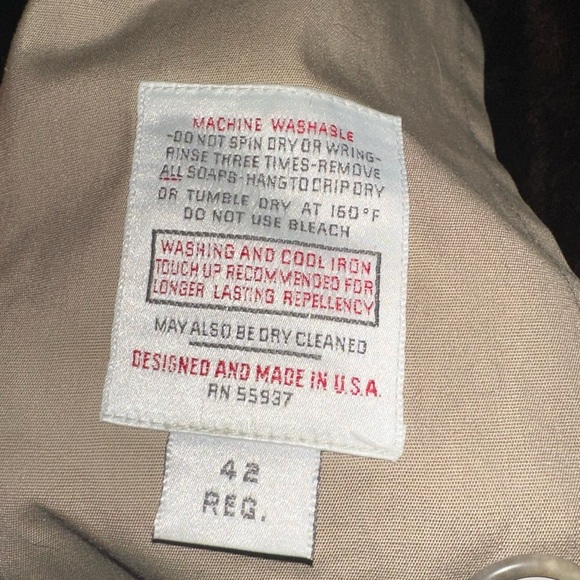 MACHINE WASHABLE
-DO NOT SPIN DRY OR WRING-
RINSE THREE TIMES-REMOVE
ALL SOAPS-HANG TO DRIP DRY
OR TUMBLE DRY AT 160°F
DO NOT USE BLEACH
WASHING AND COOL IRON
TOUCH UP RECOMMENDED FOR
LONGER LASTING REPELLENCY
MAY ALSO BE DRY CLEANED
DESIGNED AND MADE IN U.S.A.
RN 55937
42
REG.